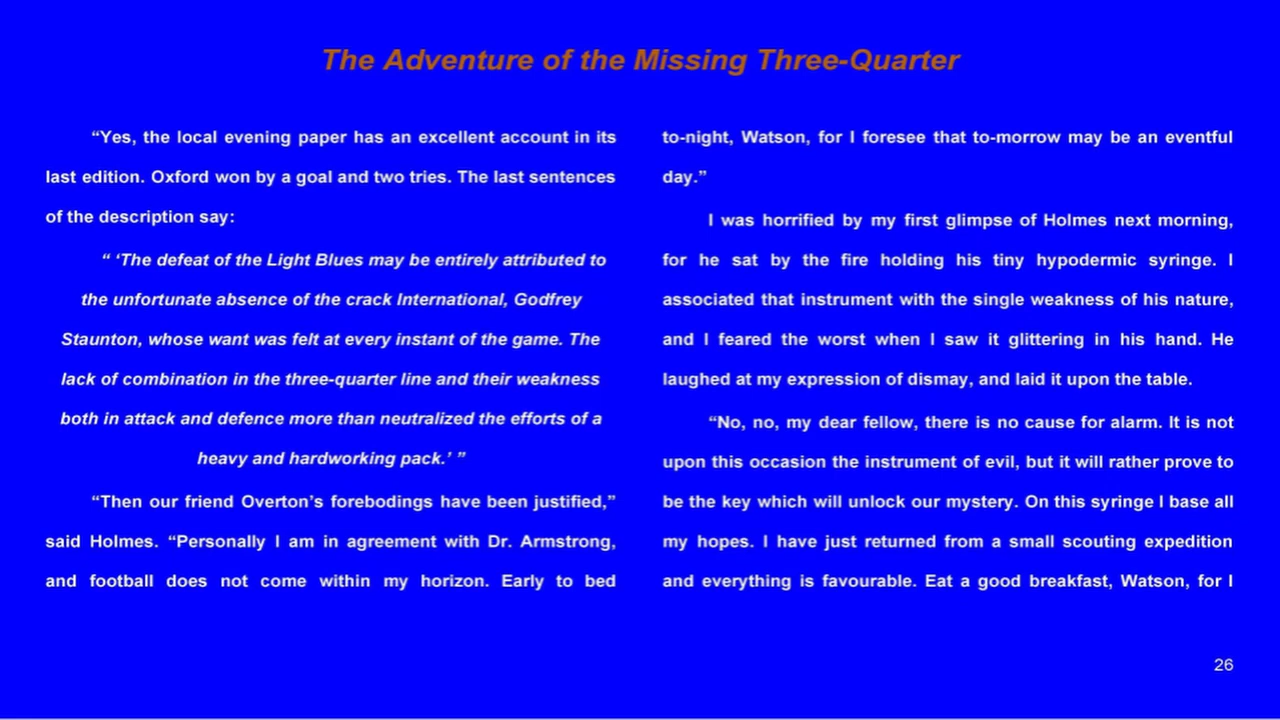 The Adventure of the Missing Three-Quarter
“Yes, the local evening paper has an excellent account in its
last edition. Oxford won by a goal and two tries. The last sentences
of the description say:
“ ‘The defeat of the Light Blues may be entirely attributed to
the unfortunate absence of the crack International, Godfrey
Staunton, whose want was felt at every instant of the game. The
lack of combination in the three-quarter line and their weakness
both in attack and defence more than neutralized the efforts of a
heavy and hardworking pack.’ ”
“Then our friend Overton’s forebodings have been justified,”
said Holmes. “Personally I am in agreement with Dr. Armstrong,
and football does not come within my horizon. Early to bed
to-night, Watson, for I foresee that to-morrow may be an eventful
day.”
I was horrified by my first glimpse of Holmes next morning,
for he sat by the fire holding his tiny hypodermic syringe. I
associated that instrument with the single weakness of his nature,
and I feared the worst when I saw it glittering in his hand. He
laughed at my expression of dismay, and laid it upon the table.
“No, no, my dear fellow, there is no cause for alarm. It is not
upon this occasion the instrument of evil, but it will rather prove to
be the key which will unlock our mystery. On this syringe I base all
my hopes. I have just returned from a small scouting expedition
and everything is favourable. Eat a good breakfast, Watson, for I
26